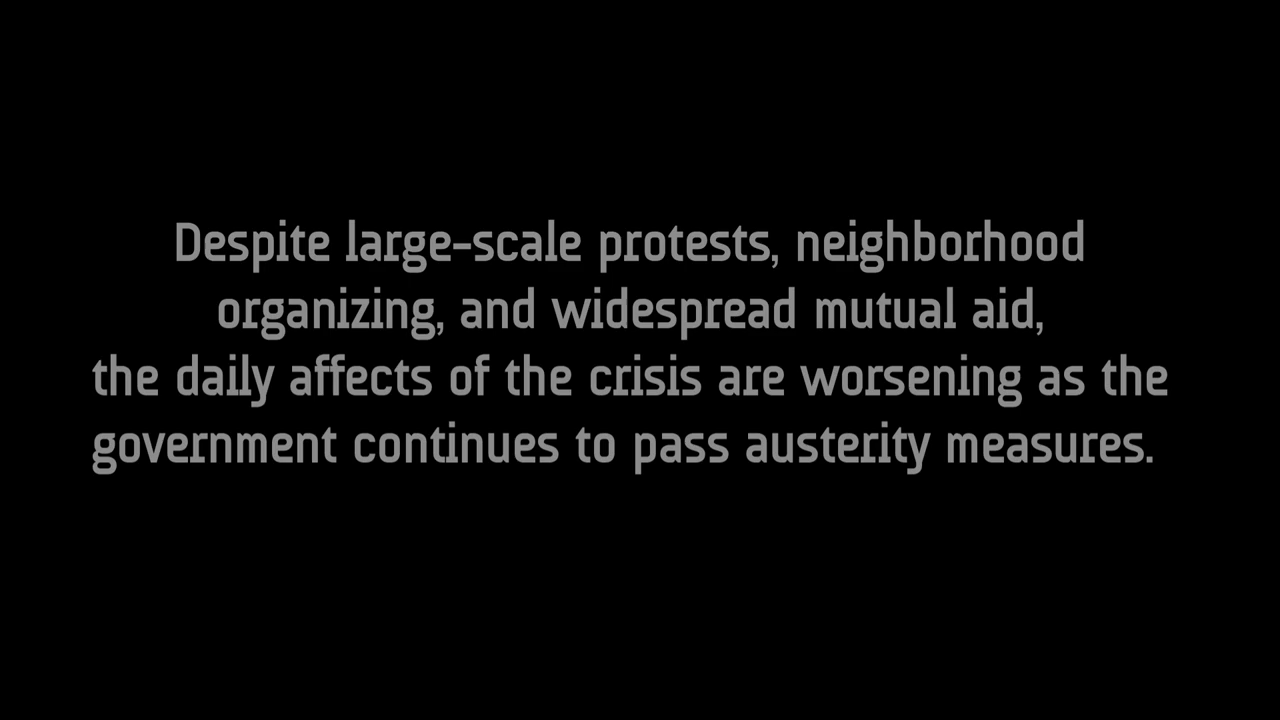 Despite large-scale protests, neighborhood
organizing, and widespread mutual aid,
the daily affects of the crisis are worsening as the
government continues to pass austerity measures.